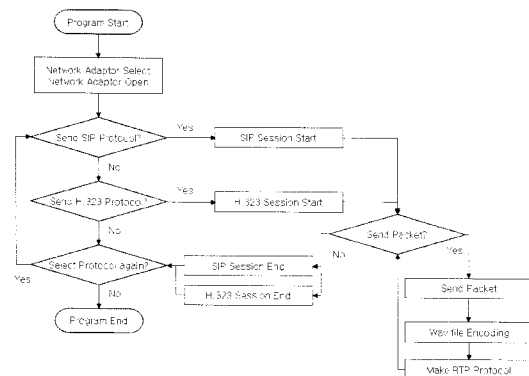 Program Start
Network Adaptor Select
Network Adaptor Open
Send SIP Protocol?
Yes
SIP Session Start
No
Send H.323 Protocol?
Yes
H.323 Session Start
No
Send Packet?
No
Yes
Select Protocol again?
SIP Session End
H.323 Session End
Yes
No
Program End
Send Packet
Wav file Encoding
Make RTP Protocol